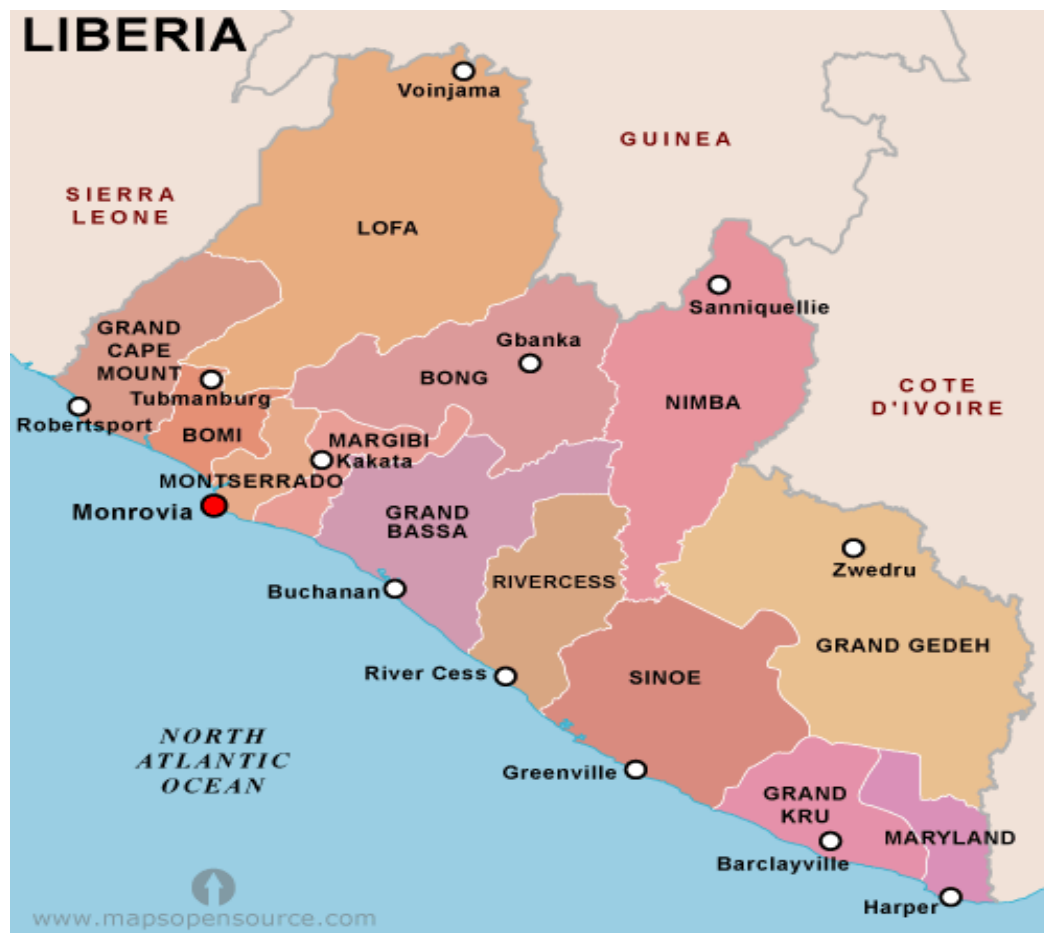 LIBERIA
Voinjama
GUINEA
SIERRA
LEONE
LOFA
Sanniquellie
GRAND
CAPE
MOUNT
Gbanka
BONG
NIMBA
COTE
D'IVOIRE
Tubmanburg
Robertsport
BOMI
MARGIBI
Kakata
MONTSERRADO
Monrovia
GRAND
BASSA
Zwedru
Buchanan
RIVERCESS
GRAND GEDEH
River Cess
SINOE
NORTH
ATLANTIC
OCEAN
Greenville
GRAND
KRU
MARYLAND
Barclayville
Harper
www.mapsopensource.com